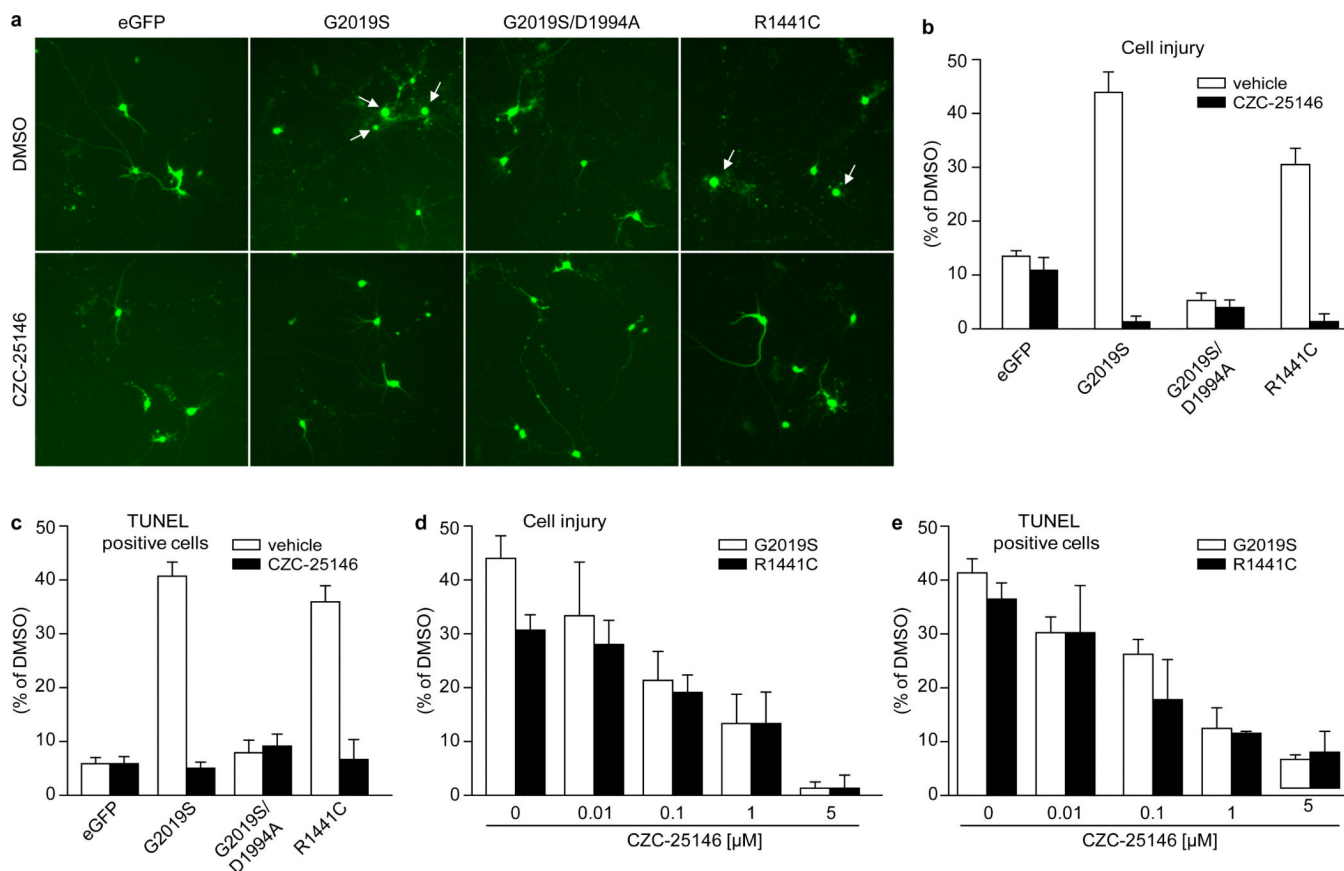 a
eGFP
G2019S
G2019S/D1994A
R1441C
DMSO
CZC-25146
b
Cell injury
vehicle
CZC-25146
(% of DMSO)
50
40
30
20
10
0
eGFP
G2019S
G2019S/
D1994A
R1441C
c
TUNEL
positive cells
vehicle
CZC-25146
(% of DMSO)
50
40
30
20
10
0
eGFP
G2019S
G2019S/
D1994A
R1441C
d
Cell injury
G2019S
R1441C
(% of DMSO)
50
40
30
20
10
0
0 0.01 0.1 1 5
CZC-25146 [µM]
e
TUNEL
positive cells
G2019S
R1441C
(% of DMSO)
50
40
30
20
10
0
0 0.01 0.1 1 5
CZC-25146 [µM]